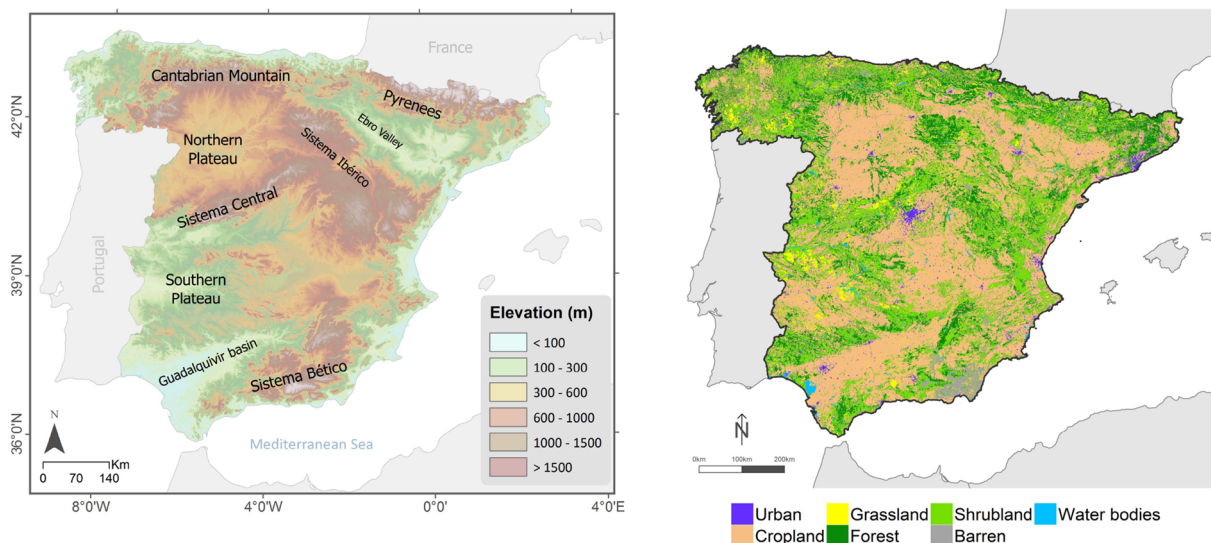 France
Cantabrian Mountain
Pyrenees
42°0'N
Ebro Valley
Northern
Plateau
Sistema Ibérico
Sistema Central
Portugal
39°0'N
Southern
Plateau
Elevation (m)
< 100
100 - 300
300 - 600
600 - 1000
1000 - 1500
> 1500
Guadalquivir basin
Sistema Bético
36°0'N
Mediterranean Sea
N
Km
0 70 140
8°0'W
4°0'W
0°0'
4°0'E
N
0km 100km 200km
Urban
Grassland
Shrubland
Water bodies
Cropland
Forest
Barren